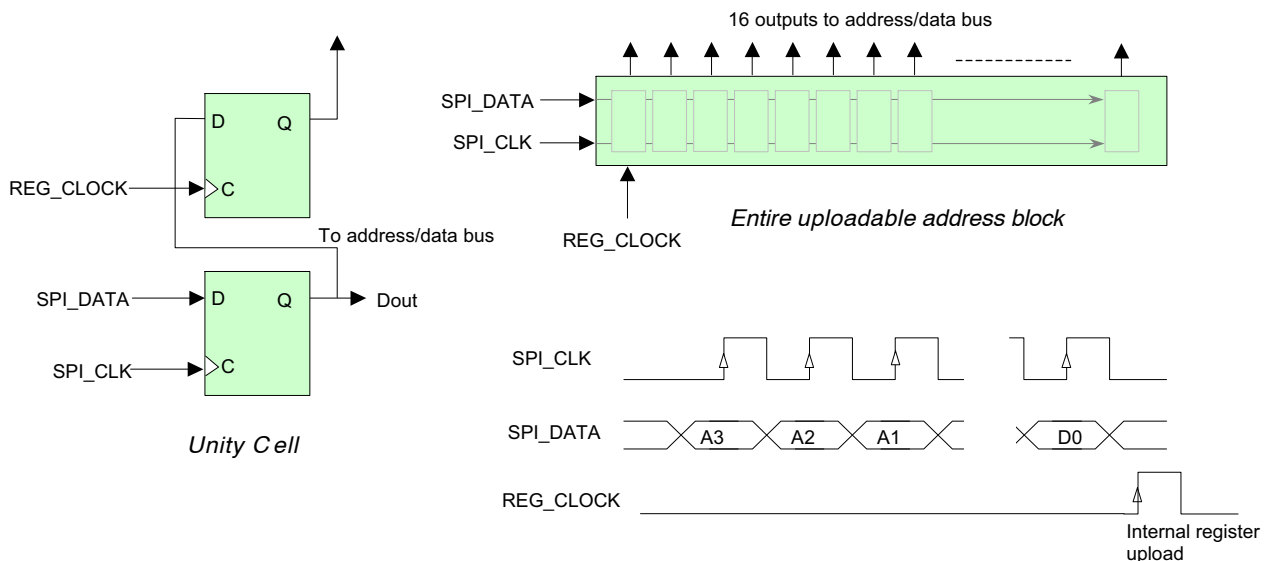 D
Q
REG_CLOCK
C
To address/data bus
SPI_DATA
D
Q
Dout
SPI_CLK
C
Unity Cell
16 outputs to address/data bus
SPI_DATA
SPI_CLK
REG_CLOCK
Entire uploadable address block
SPI_CLK
SPI_DATA
A3
A2
A1
D0
REG_CLOCK
Internal register
upload